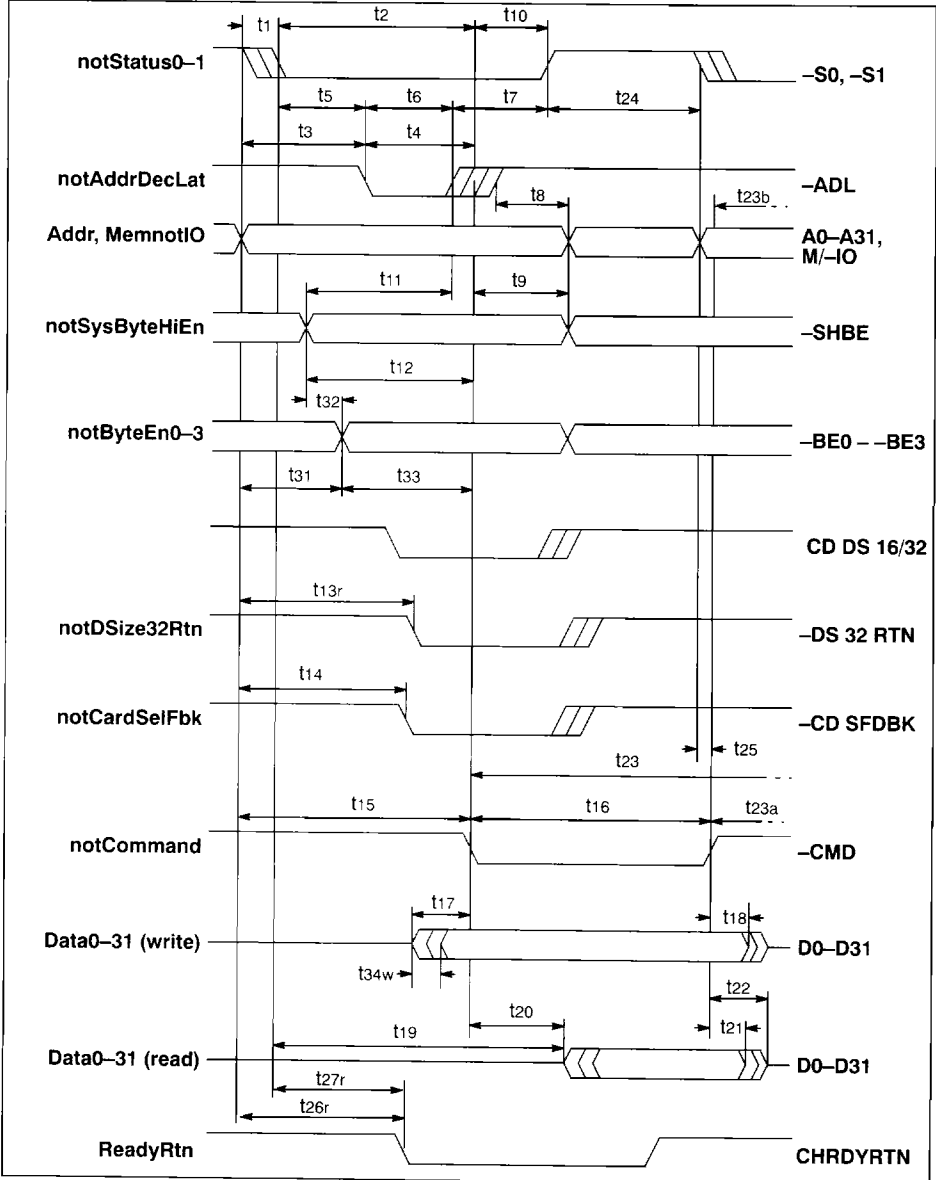 t1 t2 t10
notStatus0–1 –S0, –S1
t5 t6 t7 t24
t3 t4
notAddrDecLat –ADL
t8 t23b
Addr, MemnotIO A0–A31,
M/–IO
t11 t9
notSysByteHiEn –SHBE
t12
t32
notByteEn0–3 –BE0 – –BE3
t31 t33
CD DS 16/32
t13r
notDSize32Rtn –DS 32 RTN
t14
notCardSelFbk –CD SFDBK
t25
t23
t15 t16 t23a
notCommand –CMD
t17 t18
Data0–31 (write) D0–D31
t34w t22
t20 t21
t19
Data0–31 (read) D0–D31
t27r
t26r
ReadyRtn CHRDYRTN